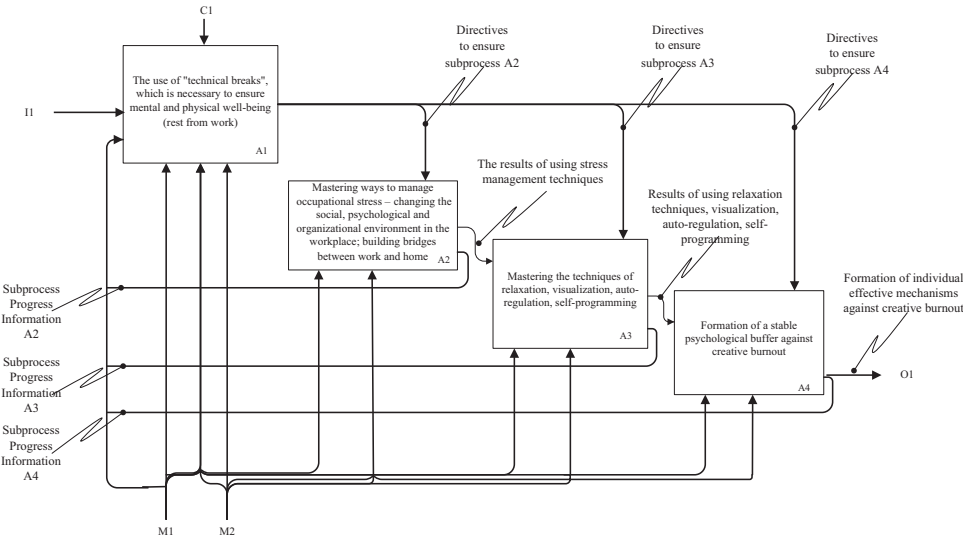 C1
I1
The use of "technical breaks",
which is necessary to ensure
mental and physical well-being
(rest from work)
A1
Directives
to ensure
subprocess A2
Directives
to ensure
subprocess A3
Directives
to ensure
subprocess A4
Mastering ways to manage
occupational stress – changing the
social, psychological and
organizational environment in the
workplace; building bridges
between work and home
A2
The results of using stress
management techniques
Mastering the techniques of
relaxation, visualization, auto-
regulation, self-programming
A3
Results of using relaxation
techniques, visualization,
auto-regulation, self-
programming
Formation of a stable
psychological buffer against
creative burnout
A4
Formation of individual
effective mechanisms
against creative burnout
O1
Subprocess
Progress
Information
A2
Subprocess
Progress
Information
A3
Subprocess
Progress
Information
A4
M1
M2